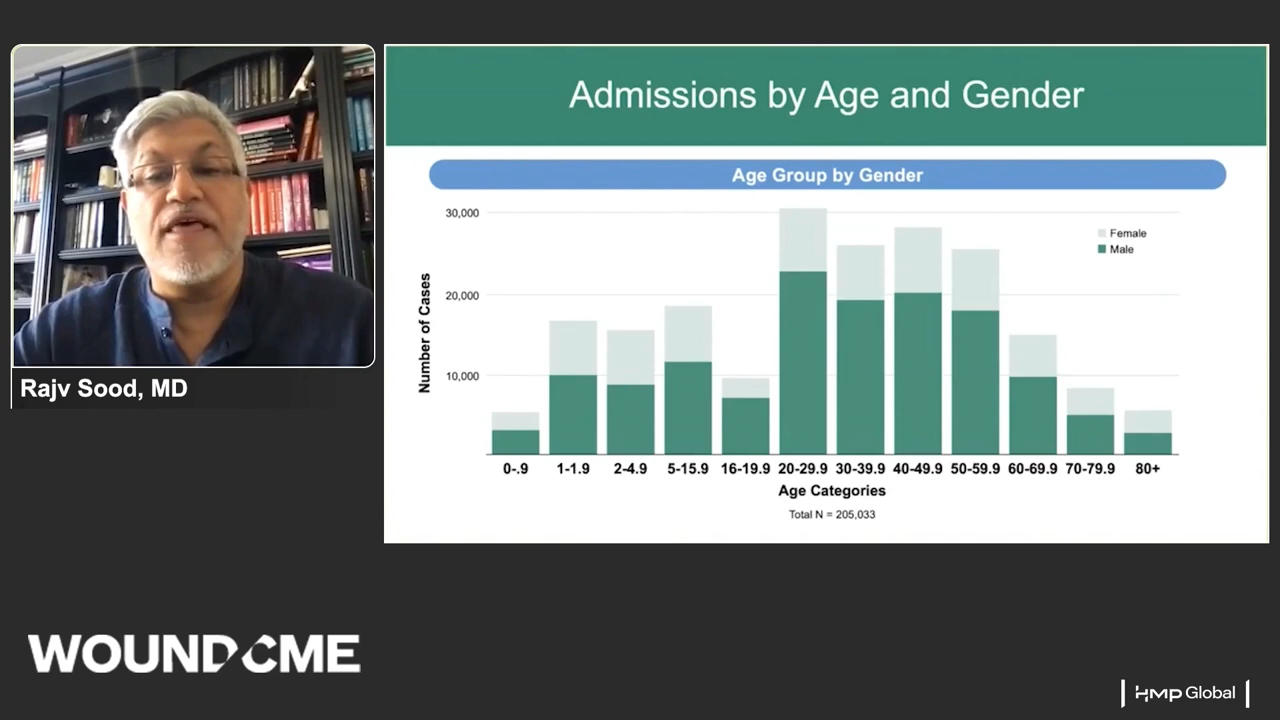 Admissions by Age and Gender
Age Group by Gender
30,000
20,000
10,000
Number of Cases
Female
Male
0-.9 1-1.9 2-4.9 5-15.9 16-19.9 20-29.9 30-39.9 40-49.9 50-59.9 60-69.9 70-79.9 80+
Age Categories
Total N = 205,033
Rajv Sood, MD
WOUNDCME
HMP Global